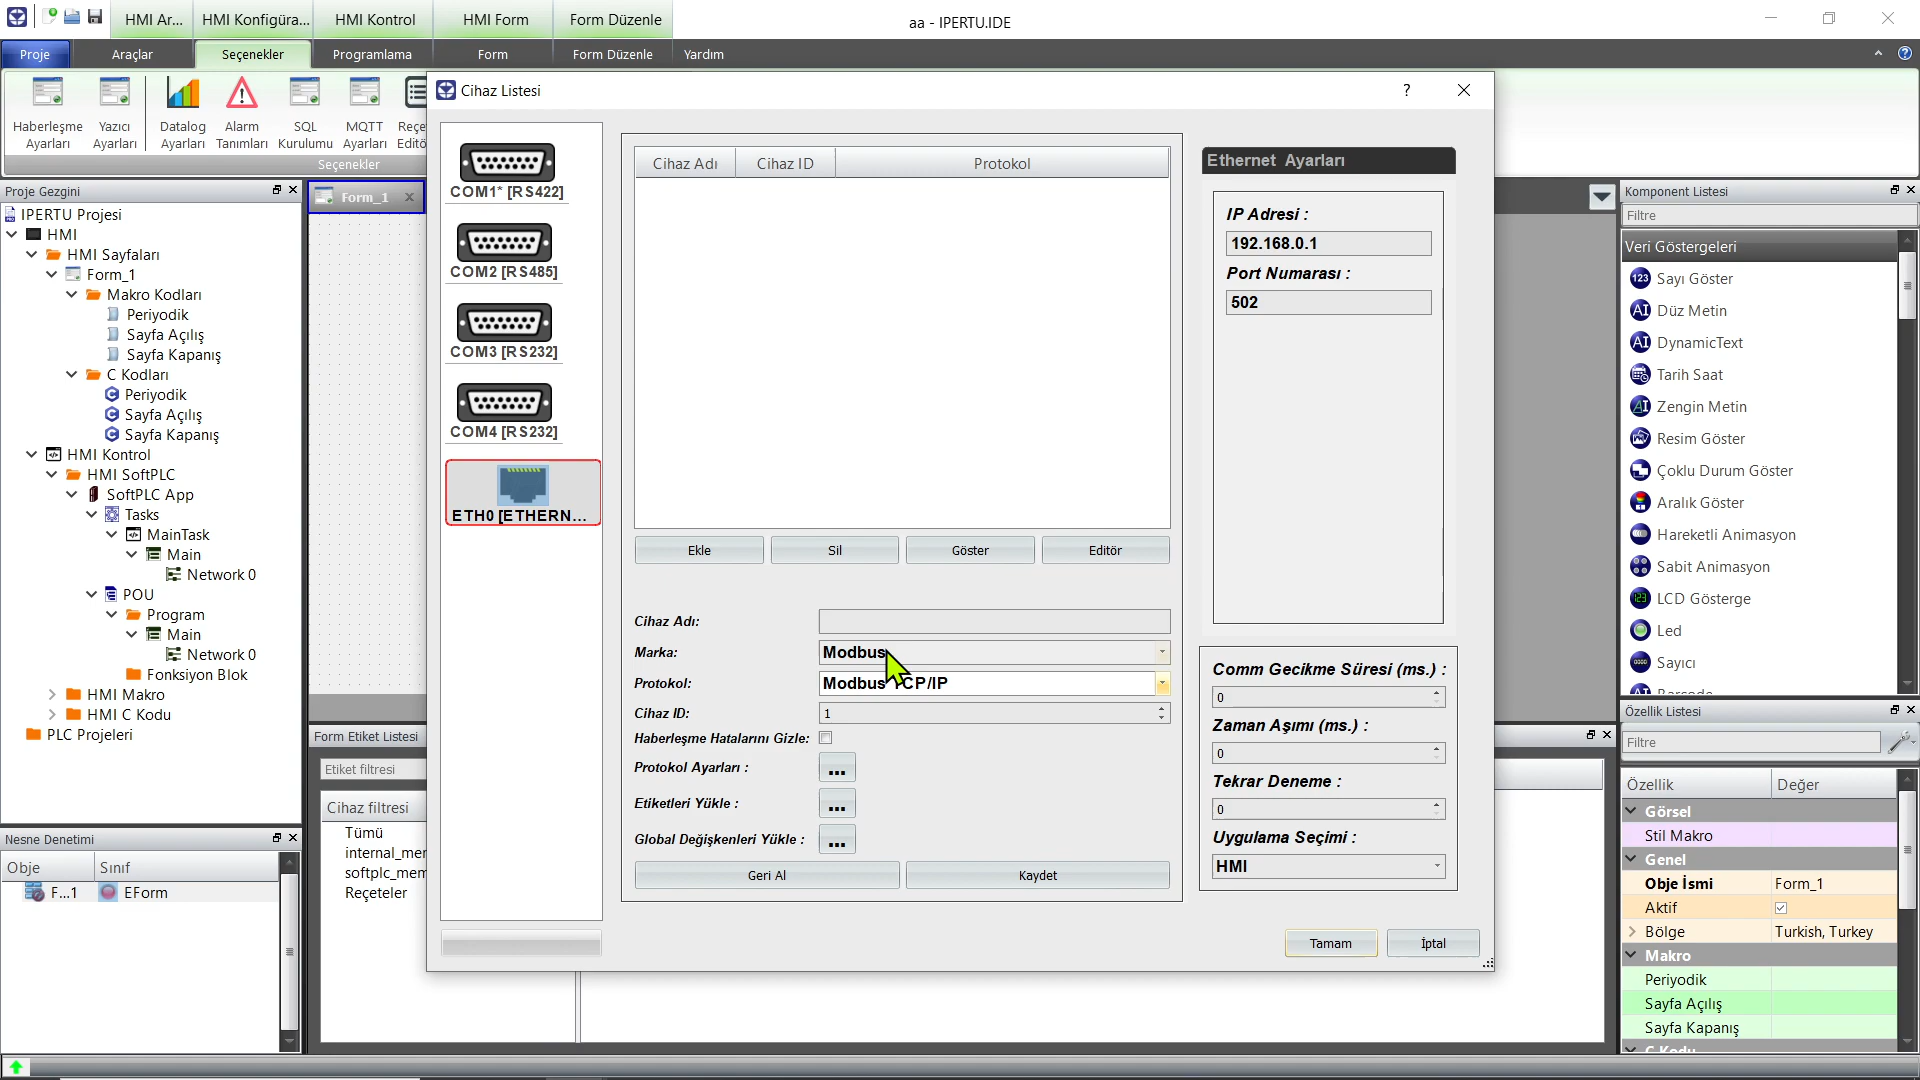 HMI Ar...
HMI Konfigüra...
HMI Kontrol
HMI Form
Form Düzenle
aa - IPERTU.IDE
Proje
Araçlar
Seçenekler
Programlama
Form
Form Düzenle
Yardım
Haberleşme Ayarları
Yazıcı Ayarları
Datalog Ayarları
Alarm Tanımları
SQL Kurulumu
MQTT Ayarları
Seçenekler
Proje Gezgini
IPERTU Projesi
HMI
HMI Sayfaları
Form_1
Makro Kodları
Periyodik
Sayfa Açılış
Sayfa Kapanış
C Kodları
Periyodik
Sayfa Açılış
Sayfa Kapanış
HMI Kontrol
HMI SoftPLC
SoftPLC App
Tasks
MainTask
Main
Network 0
POU
Program
Main
Network 0
Fonksiyon Blok
HMI Makro
HMI C Kodu
PLC Projeleri
Nesne Denetimi
Obje
Sınıf
F...1
EForm
Form_1
Form Etiket Listesi
Etiket filtresi
Cihaz filtresi
Tümü
internal_mer
softplc_mem
Reçeteler
Cihaz Listesi
COM1* [RS422]
COM2 [RS485]
COM3 [RS232]
COM4 [RS232]
ETH0 [ETHERN...
Cihaz Adı
Cihaz ID
Protokol
Ekle
Sil
Göster
Editör
Cihaz Adı:
Marka:
Modbus
Protokol:
Modbus TCP/IP
Cihaz ID:
1
Haberleşme Hatalarını Gizle:
Protokol Ayarları :
...
Etiketleri Yükle :
...
Global Değişkenleri Yükle :
...
Geri Al
Kaydet
Ethernet Ayarları
IP Adresi :
192.168.0.1
Port Numarası :
502
Comm Gecikme Süresi (ms.) :
0
Zaman Aşımı (ms.) :
0
Tekrar Deneme :
0
Uygulama Seçimi :
HMI
Tamam
İptal
Komponent Listesi
Filtre
Veri Göstergeleri
Sayı Göster
Düz Metin
DynamicText
Tarih Saat
Zengin Metin
Resim Göster
Çoklu Durum Göster
Aralık Göster
Hareketli Animasyon
Sabit Animasyon
LCD Gösterge
Led
Sayıcı
Özellik Listesi
Filtre
Özellik
Değer
Görsel
Stil Makro
Genel
Obje İsmi
Form_1
Aktif
Bölge
Turkish, Turkey
Makro
Periyodik
Sayfa Açılış
Sayfa Kapanış